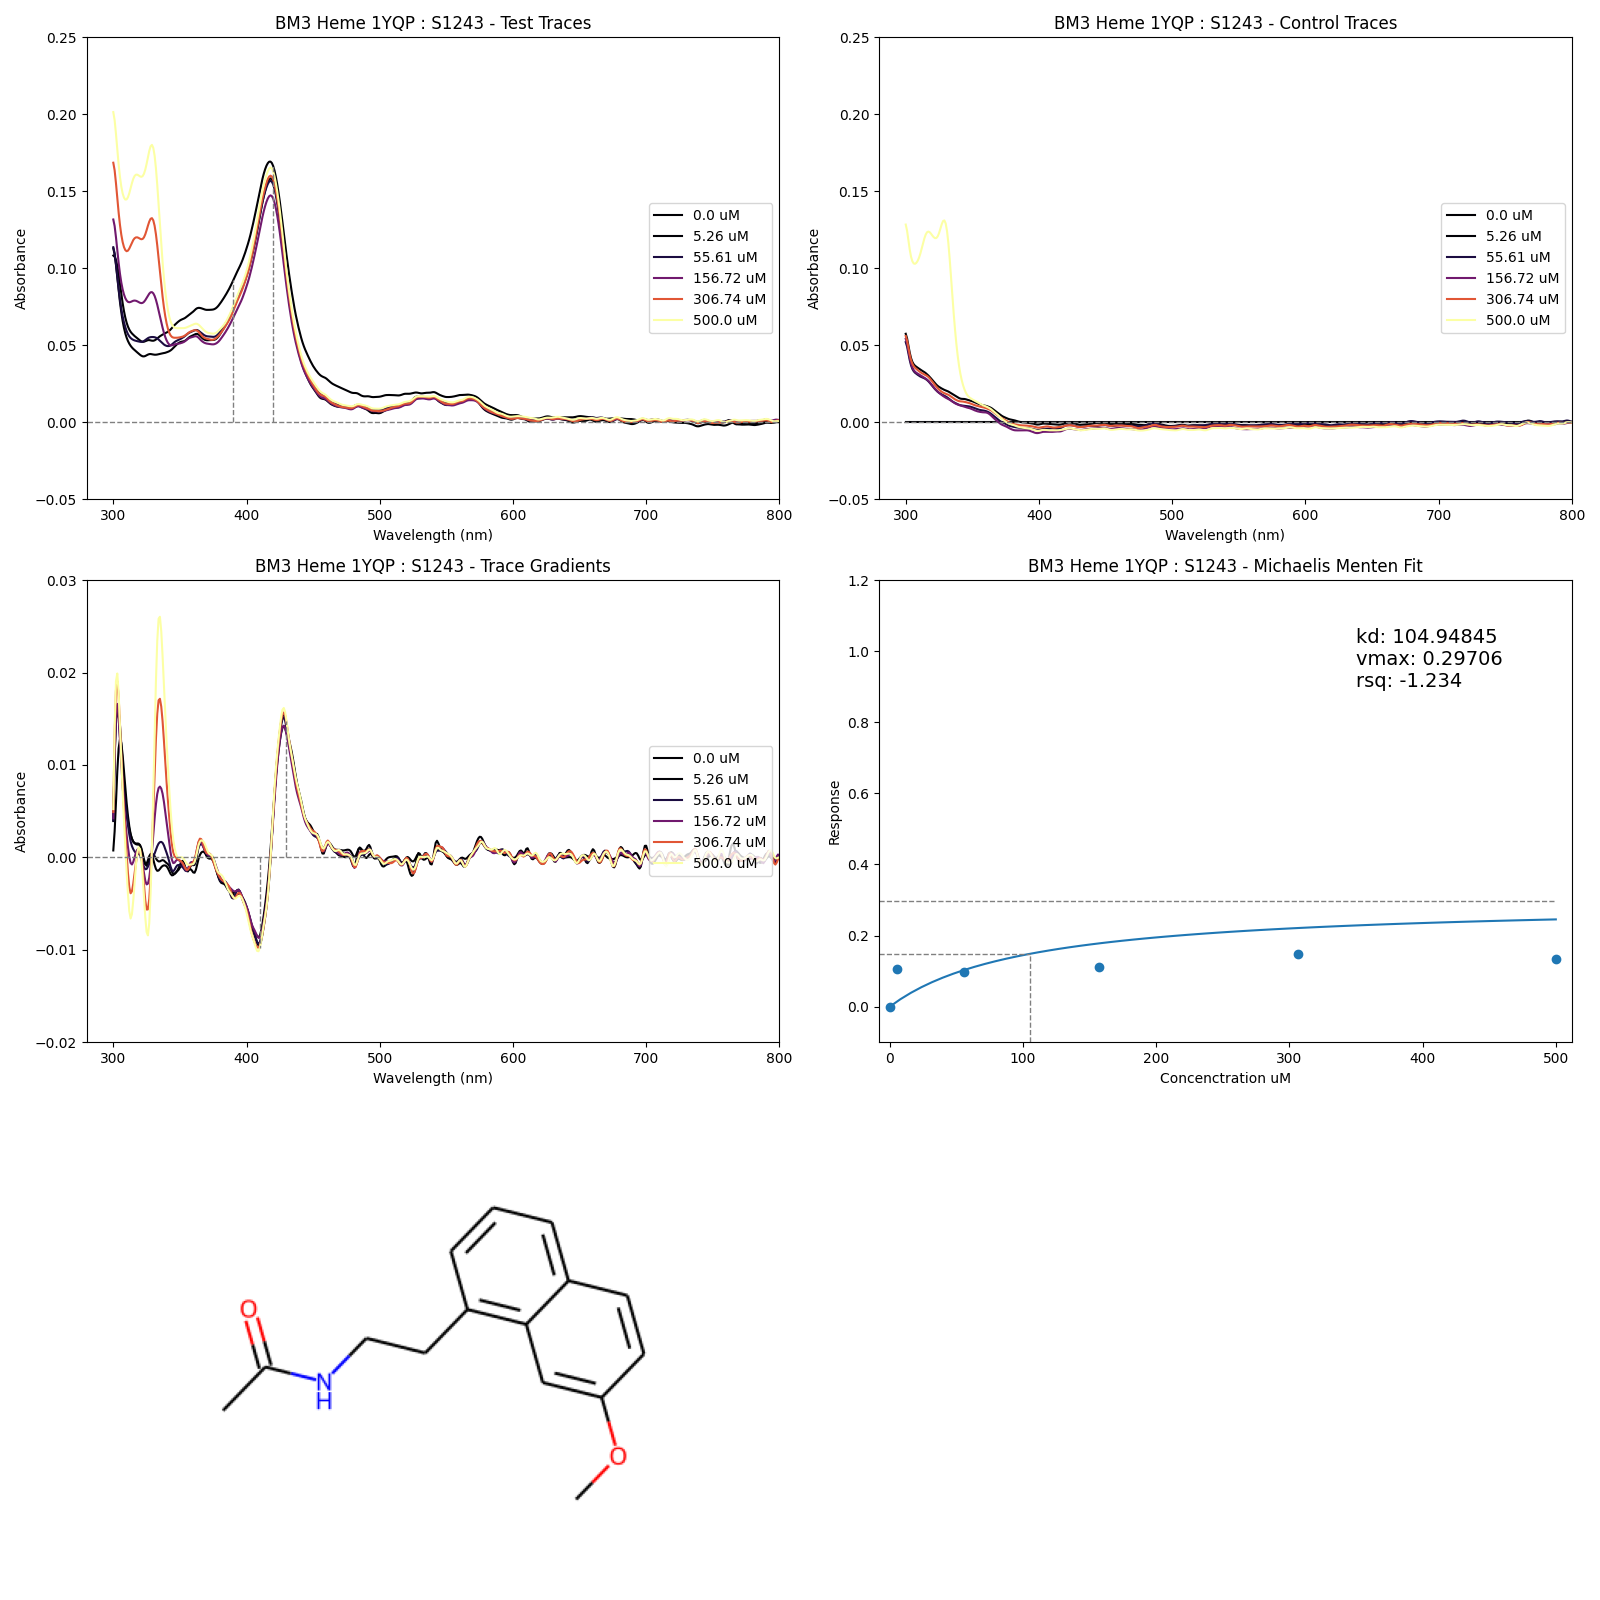 BM3 Heme 1YQP : S1243 - Test Traces
0.25
0.20
0.15
0.10
0.05
0.00
−0.05
Absorbance
300 400 500 600 700 800
Wavelength (nm)
0.0 uM
5.26 uM
55.61 uM
156.72 uM
306.74 uM
500.0 uM
BM3 Heme 1YQP : S1243 - Control Traces
0.25
0.20
0.15
0.10
0.05
0.00
−0.05
Absorbance
300 400 500 600 700 800
Wavelength (nm)
0.0 uM
5.26 uM
55.61 uM
156.72 uM
306.74 uM
500.0 uM
BM3 Heme 1YQP : S1243 - Trace Gradients
0.03
0.02
0.01
0.00
−0.01
−0.02
Absorbance
300 400 500 600 700 800
Wavelength (nm)
0.0 uM
5.26 uM
55.61 uM
156.72 uM
306.74 uM
500.0 uM
BM3 Heme 1YQP : S1243 - Michaelis Menten Fit
1.2
1.0
0.8
0.6
0.4
0.2
0.0
Response
kd: 104.94845
vmax: 0.29706
rsq: -1.234
0 100 200 300 400 500
Concenctration uM
O
N
H
O